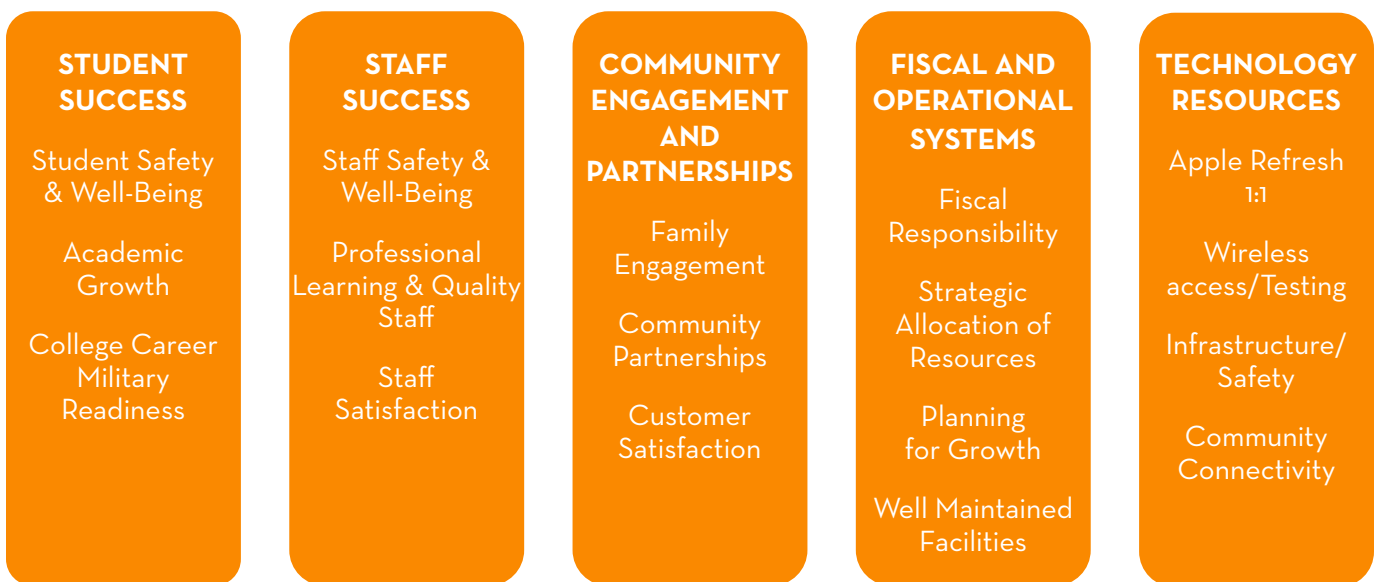 STUDENT
SUCCESS
Student Safety
& Well-Being
Academic
Growth
College Career
Military
Readiness
STAFF
SUCCESS
Staff Safety &
Well-Being
Professional
Learning & Quality
Staff
Staff
Satisfaction
COMMUNITY
ENGAGEMENT
AND
PARTNERSHIPS
Family
Engagement
Community
Partnerships
Customer
Satisfaction
FISCAL AND
OPERATIONAL
SYSTEMS
Fiscal
Responsibility
Strategic
Allocation of
Resources
Planning
for Growth
Well Maintained
Facilities
TECHNOLOGY
RESOURCES
Apple Refresh
1:1
Wireless
access/Testing
Infrastructure/
Safety
Community
Connectivity